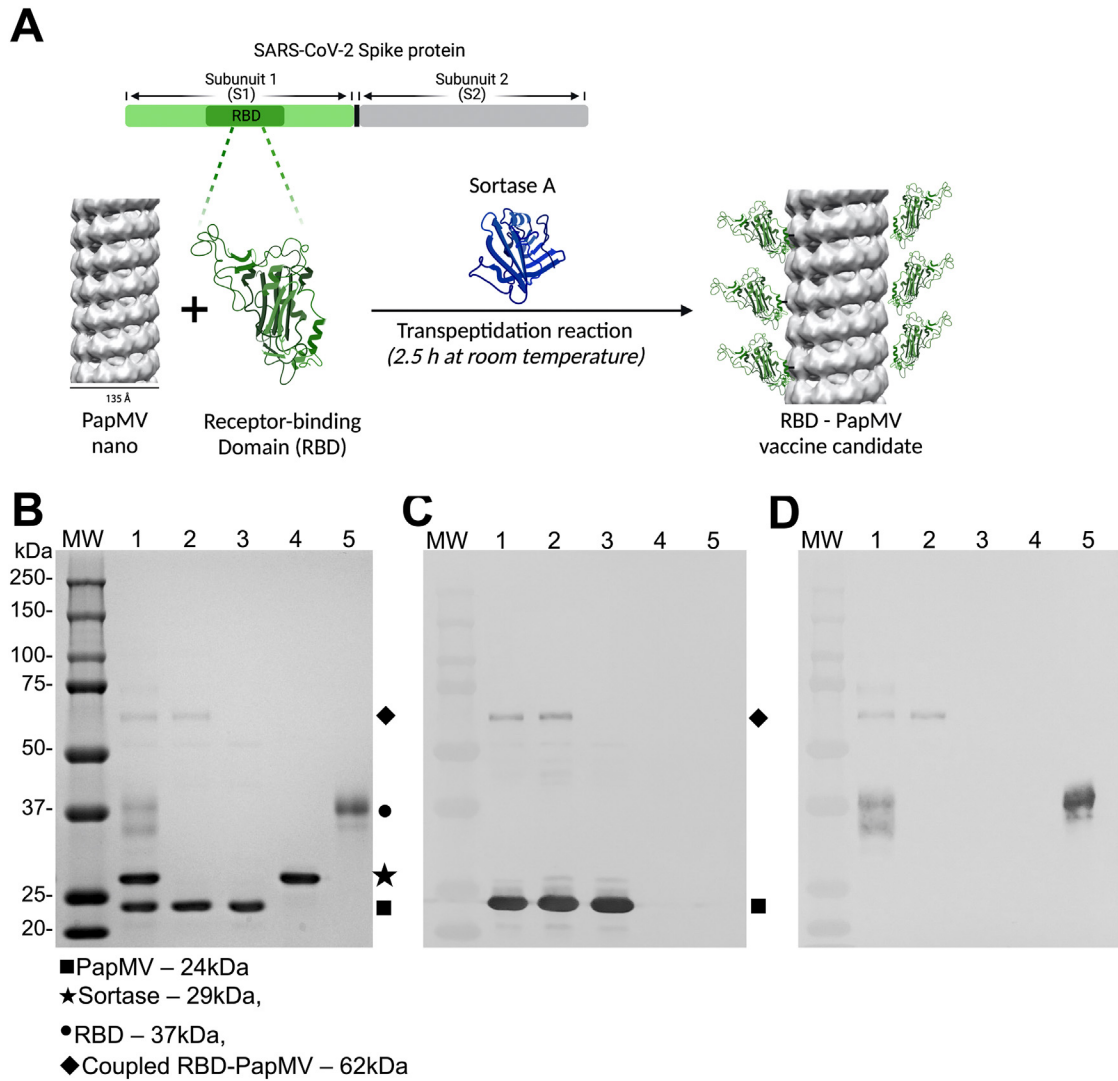 A
SARS-CoV-2 Spike protein
Subunuit 1
(S1)
Subunuit 2
(S2)
RBD
Sortase A
+
Transpeptidation reaction
(2.5 h at room temperature)
135 Å
PapMV
nano
Receptor-binding
Domain (RBD)
RBD - PapMV
vaccine candidate
B
kDa
MW 1 2 3 4 5
250-
150-
100-
75-
50-
37-
25-
20-
C
MW 1 2 3 4 5
D
MW 1 2 3 4 5
■PapMV – 24kDa
★Sortase – 29kDa,
●RBD – 37kDa,
◆Coupled RBD-PapMV – 62kDa